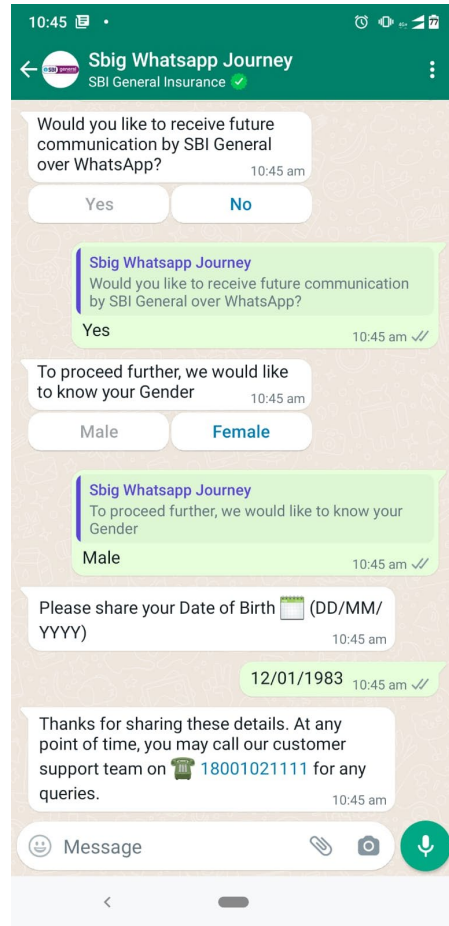 10:45
77
Sbig Whatsapp Journey
SBI General Insurance
Would you like to receive future
communication by SBI General
over WhatsApp?
10:45 am
Yes
No
Sbig Whatsapp Journey
Would you like to receive future communication
by SBI General over WhatsApp?
Yes
10:45 am
To proceed further, we would like
to know your Gender
10:45 am
Male
Female
Sbig Whatsapp Journey
To proceed further, we would like to know your
Gender
Male
10:45 am
Please share your Date of Birth (DD/MM/
YYYY)
10:45 am
12/01/1983
10:45 am
Thanks for sharing these details. At any
point of time, you may call our customer
support team on 18001021111 for any
queries.
10:45 am
Message